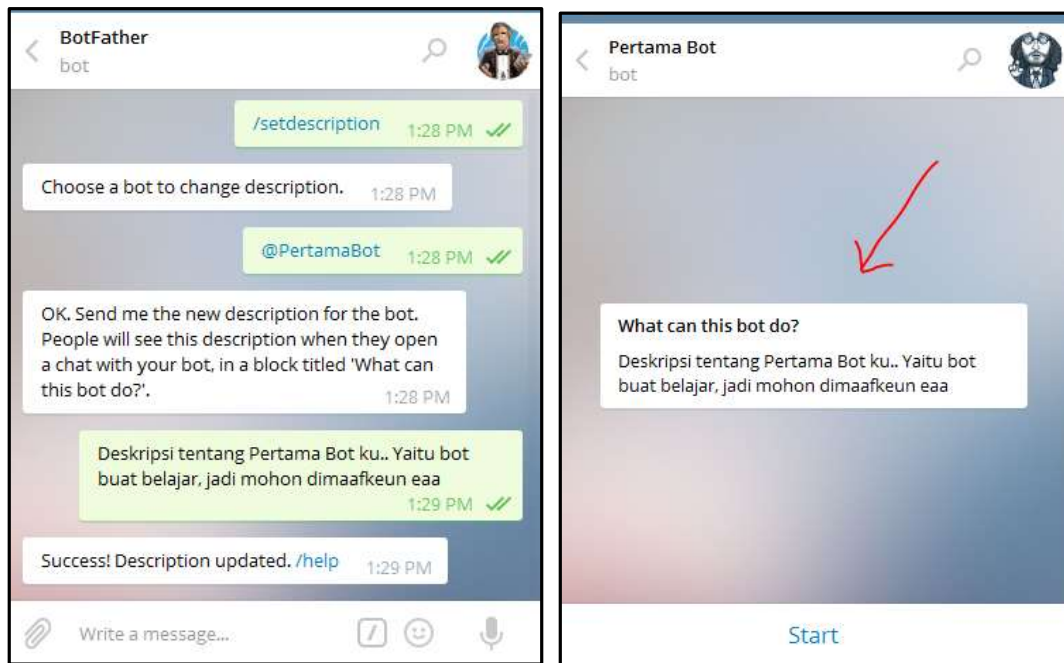 BotFather
bot
/setdescription 1:28 PM
Choose a bot to change description. 1:28 PM
@PertamaBot 1:28 PM
OK. Send me the new description for the bot.
People will see this description when they open
a chat with your bot, in a block titled 'What can
this bot do?'. 1:28 PM
Deskripsi tentang Pertama Bot ku.. Yaitu bot
buat belajar, jadi mohon dimaafkeun eaa
1:29 PM
Success! Description updated. /help 1:29 PM
Write a message...
Pertama Bot
bot
What can this bot do?
Deskripsi tentang Pertama Bot ku.. Yaitu bot
buat belajar, jadi mohon dimaafkeun eaa
Start